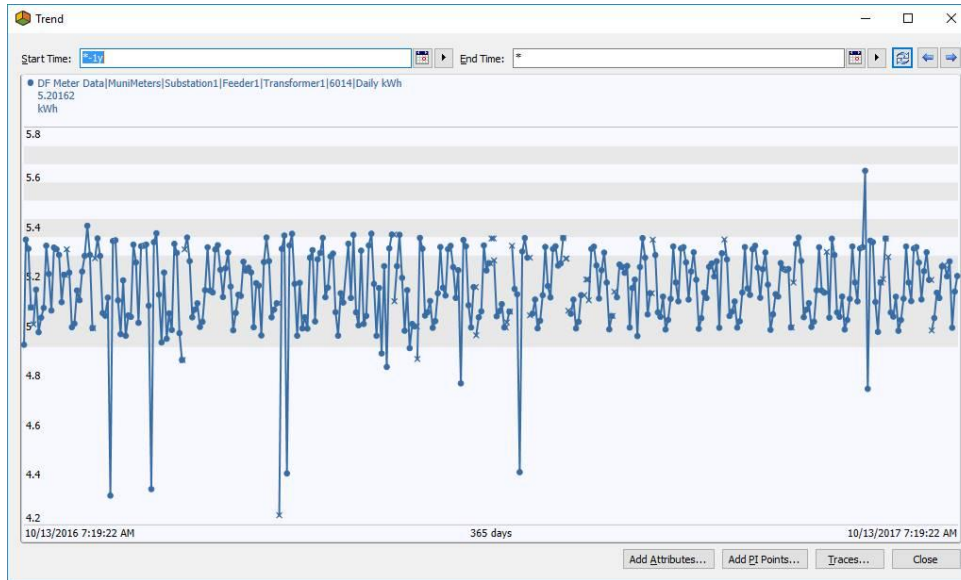 Trend
Start Time: *-1y End Time: *
DF Meter Data|MuniMeters|Substation1|Feeder1|Transformer1|6014|Daily kWh
5.20162
kWh
5.8
5.6
5.4
5.2
5
4.8
4.6
4.4
4.2
10/13/2016 7:19:22 AM 365 days 10/13/2017 7:19:22 AM
Add Attributes... Add PI Points... Traces... Close